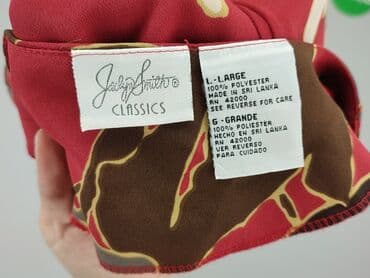 Jaclyn Smith®
CLASSICS
L-LARGE
100% POLYESTER
MADE IN SRI LANKA
RN 42000
SEE REVERSE FOR CARE
G-GRANDE
100% POLIESTER
HECHO EN SRI LANKA
RN 42000
VER REVERSO
PARA CUIDADO